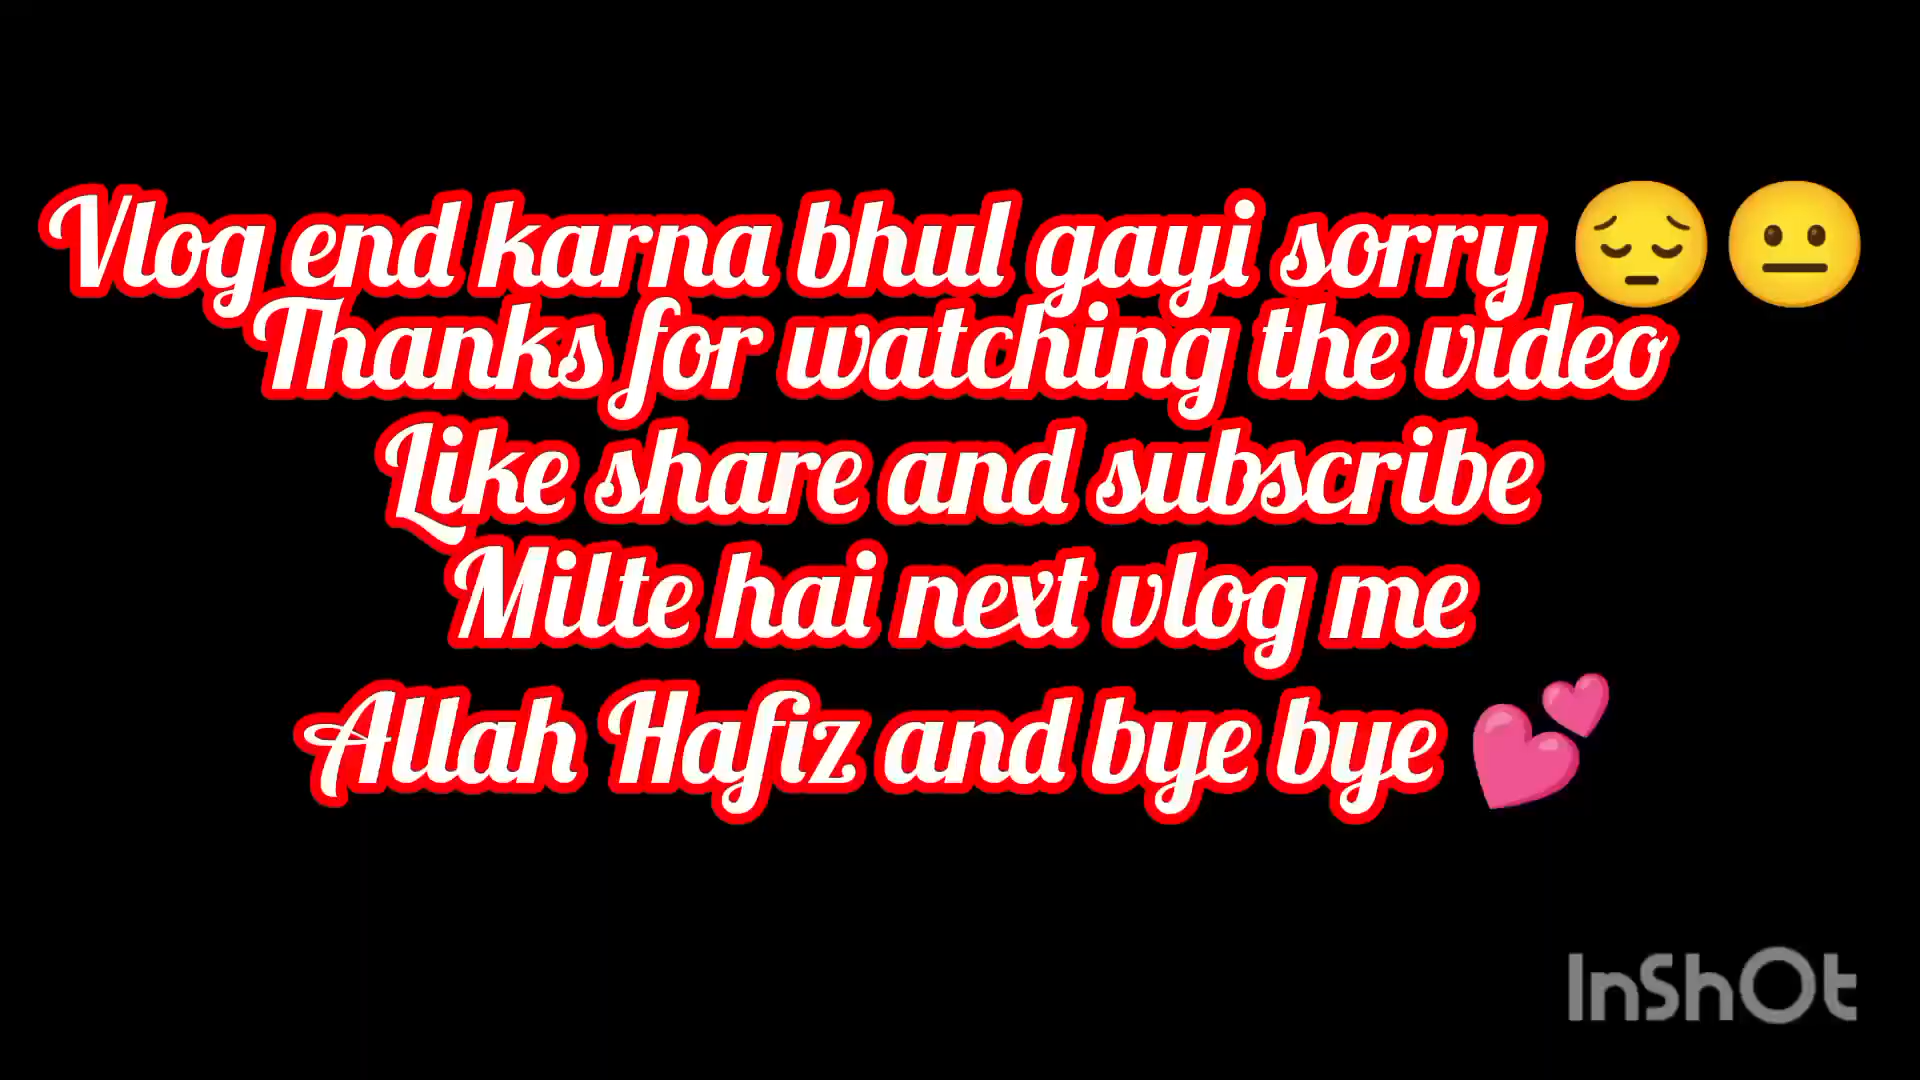 Vlog end karna bhul gayi sorry 😔😐
Thanks for watching the video
Like share and subscribe
Milte hai next vlog me
Allah Hafiz and bye bye 💕
InShOt